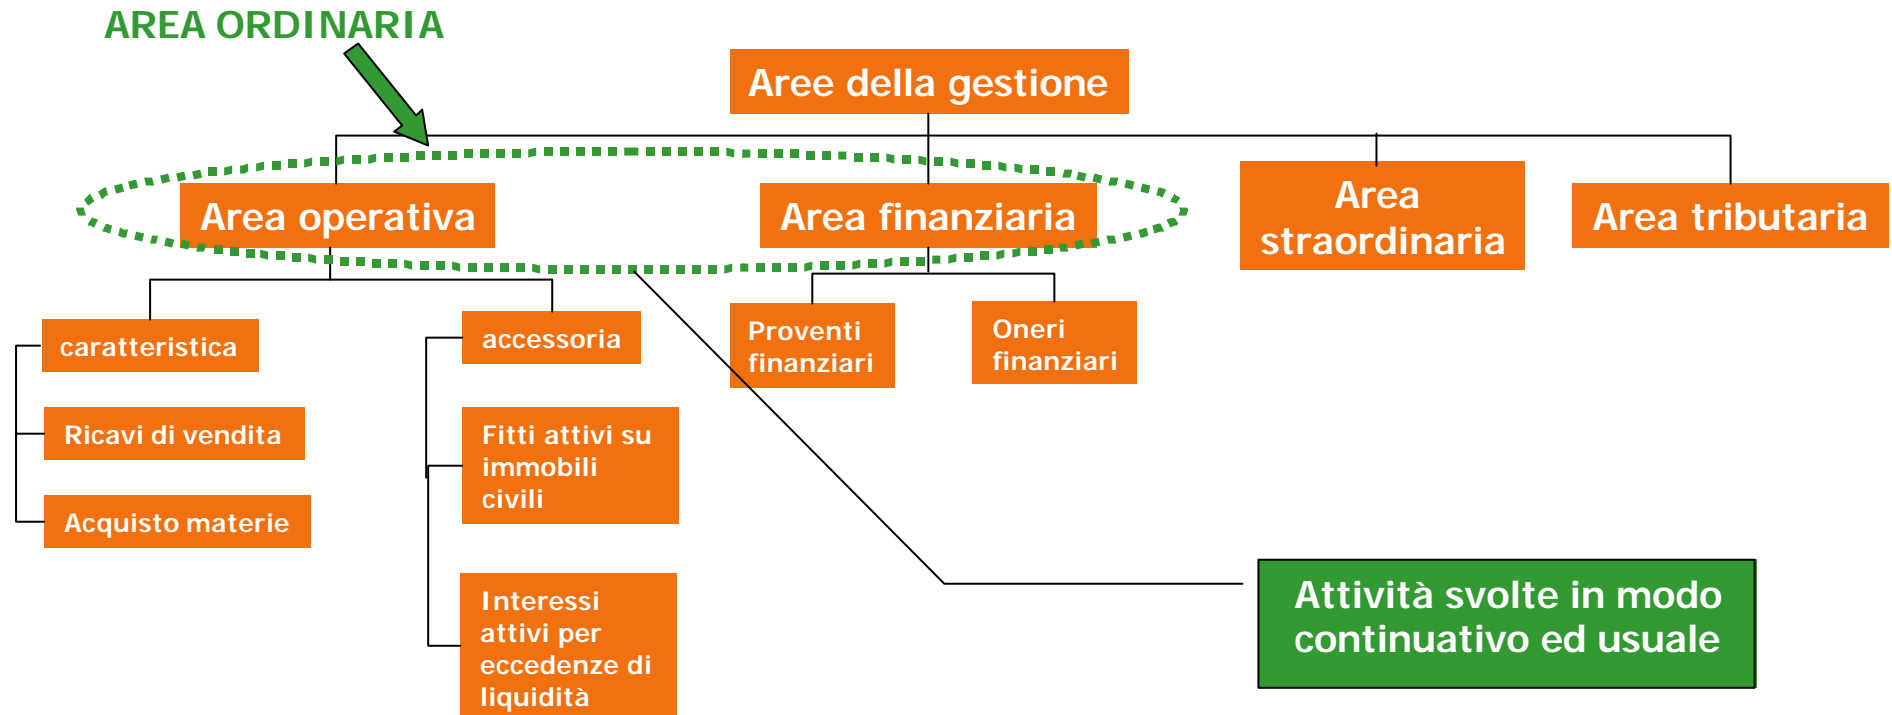 AREA ORDINARIA
Aree della gestione
Area operativa
Area finanziaria
Area
straordinaria
Area tributaria
caratteristica
accessoria
Proventi
finanziari
Oneri
finanziari
Ricavi di vendita
Acquisto materie
Fitti attivi su
immobili
civili
Interessi
attivi per
eccedenze di
liquidità
Attività svolte in modo
continuativo ed usuale